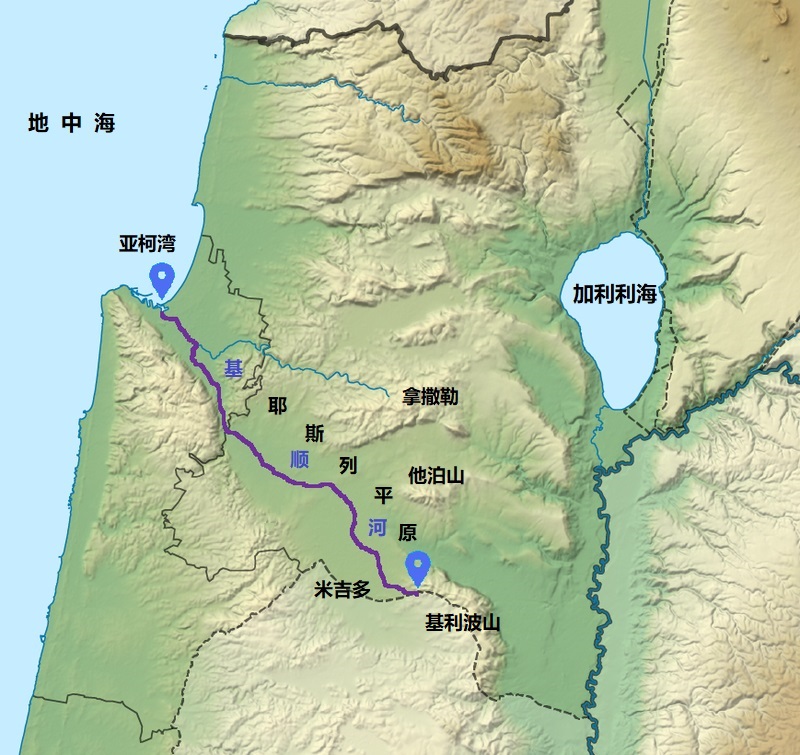 地 中 海
亚柯湾
加利利海
基顺河
拿撒勒
耶斯列平原
他泊山
米吉多
基利波山